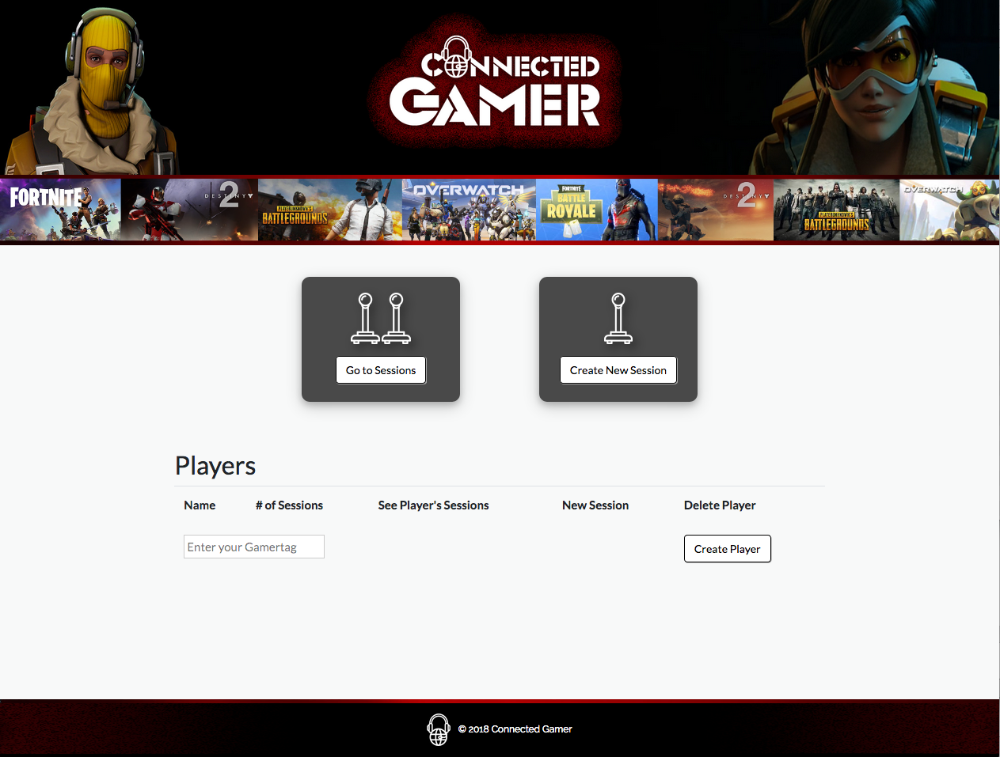 CONNECTED
GAMER
FORTNITE
DESTINY 2
PLAYERUNKNOWN'S
BATTLEGROUNDS
OVERWATCH
FORTNITE
BATTLE
ROYALE
DESTINY 2
PLAYERUNKNOWN'S
BATTLEGROUNDS
OVERWATCH
Go to Sessions
Create New Session
Players
Name # of Sessions See Player's Sessions New Session Delete Player
Enter your Gamertag
Create Player
© 2018 Connected Gamer